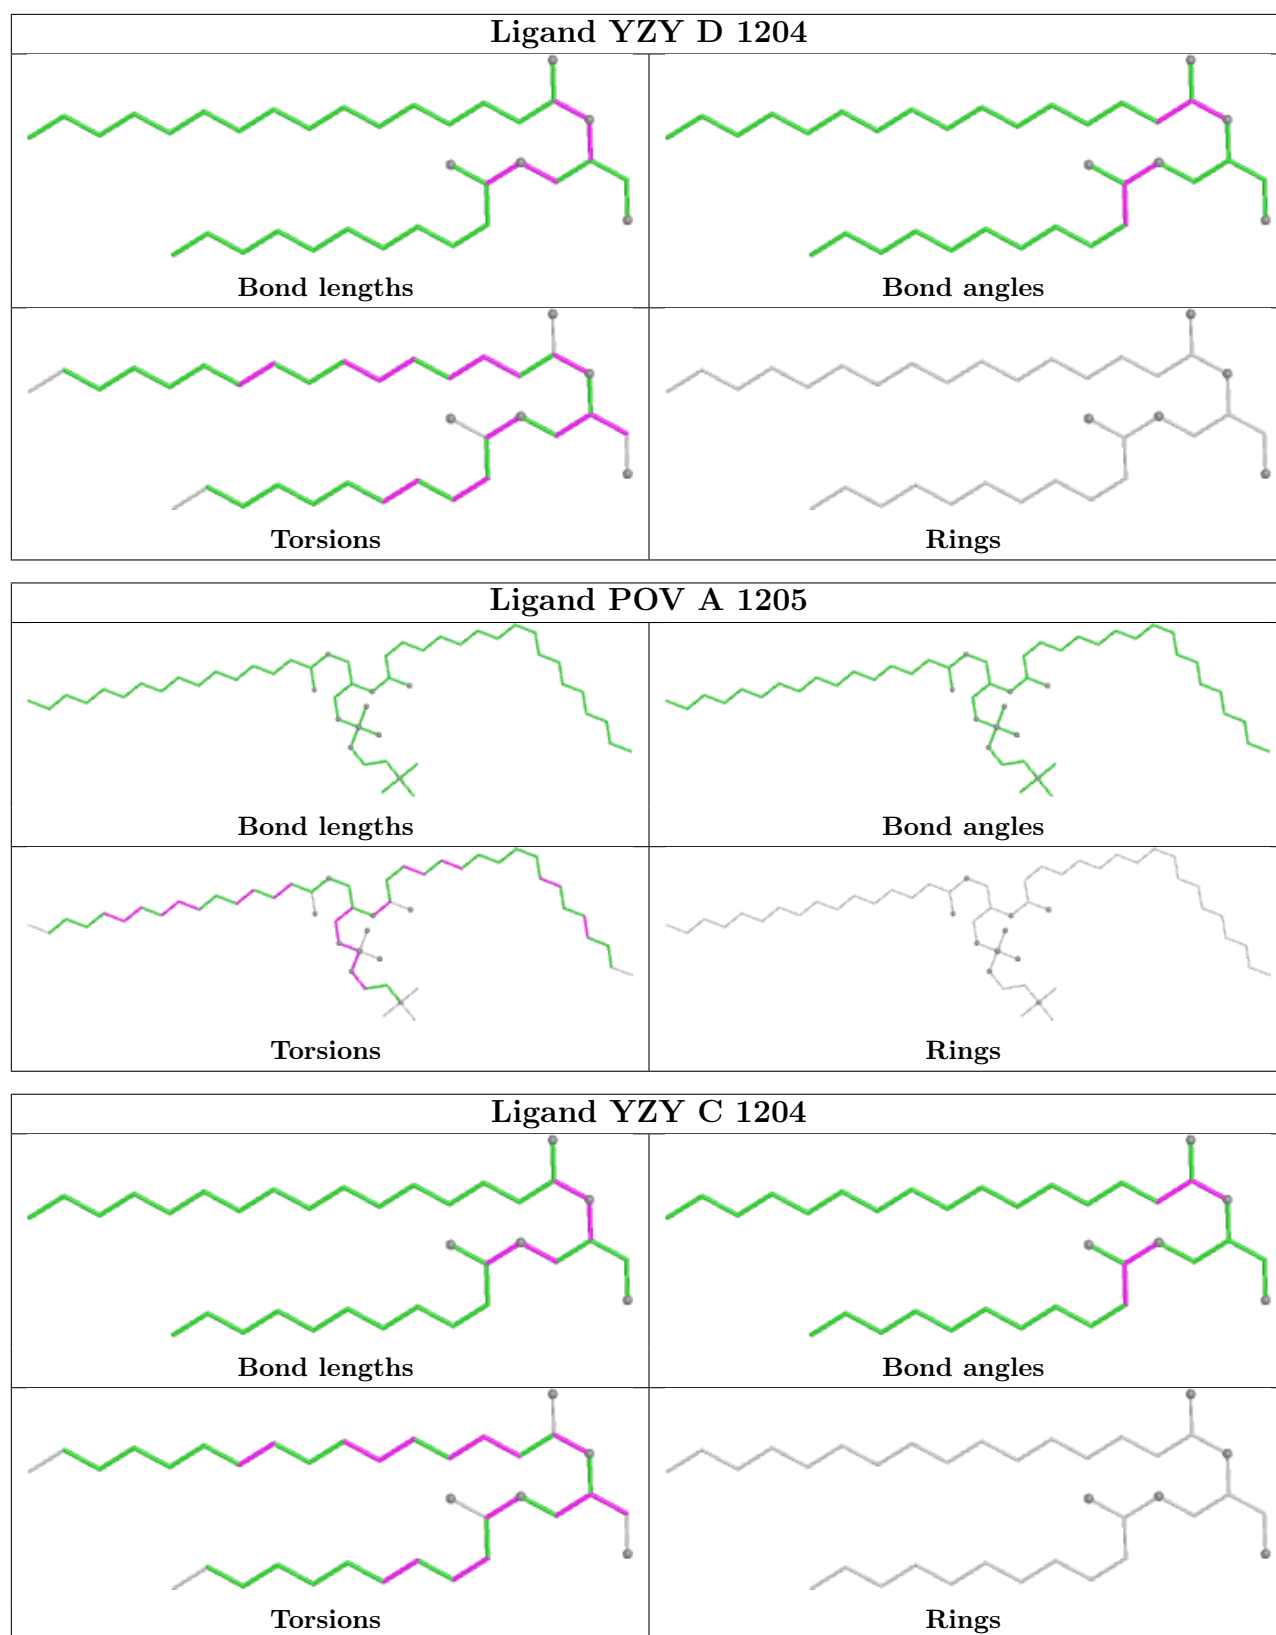 Ligand YZY D 1204
Bond lengths
Bond angles
Torsions
Rings
Ligand POV A 1205
Bond lengths
Bond angles
Torsions
Rings
Ligand YZY C 1204
Bond lengths
Bond angles
Torsions
Rings